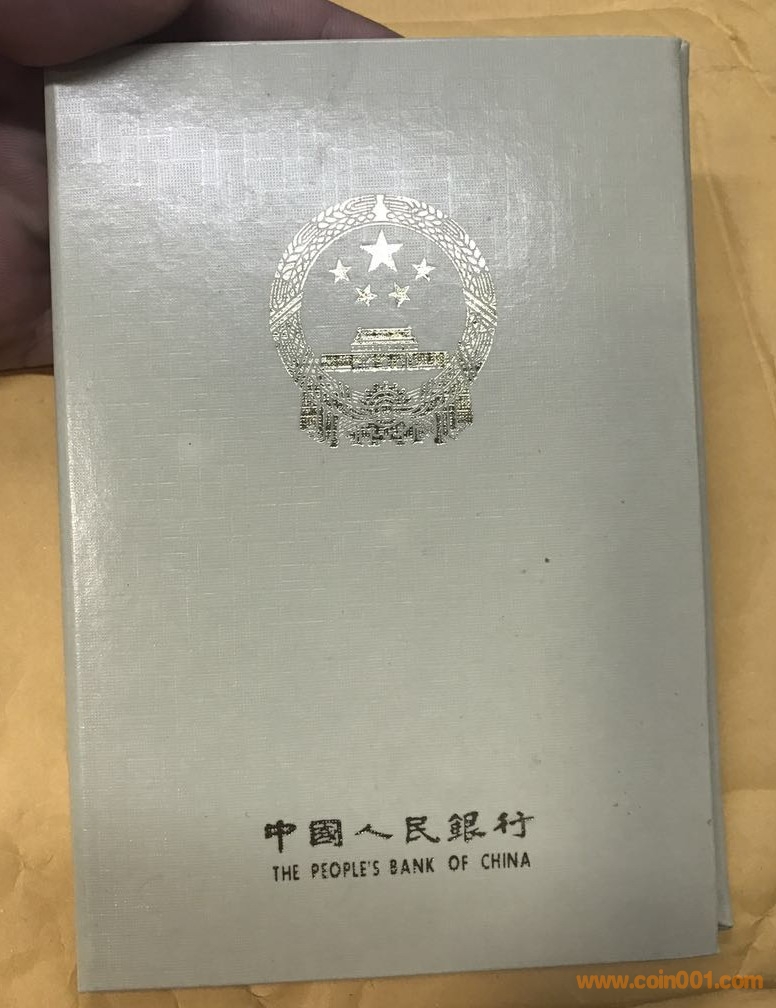 中國人民銀行
THE PEOPLE'S BANK OF CHINA
www.coin001.com